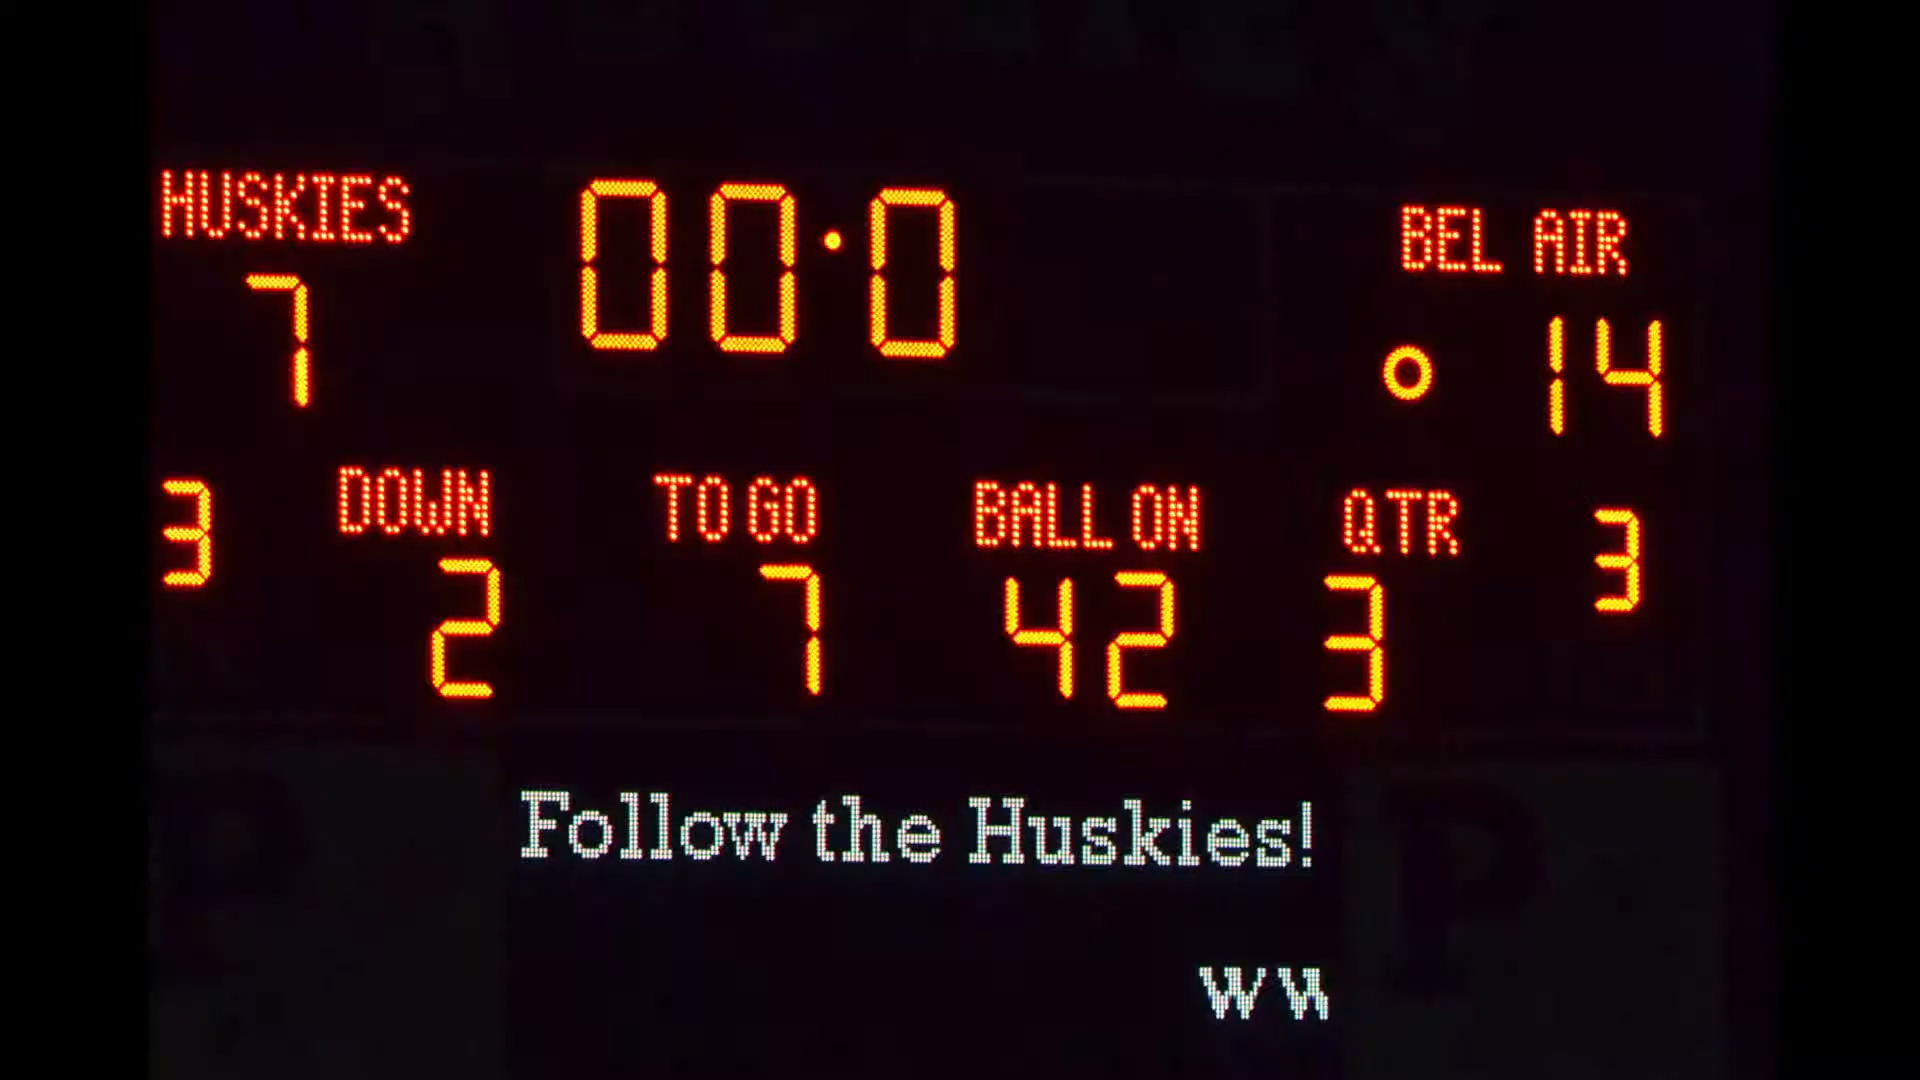 HUSKIES 00.0 BEL AIR
7 14
3 DOWN TO GO BALL ON QTR 3
2 7 42 3
Follow the Huskies!
ww